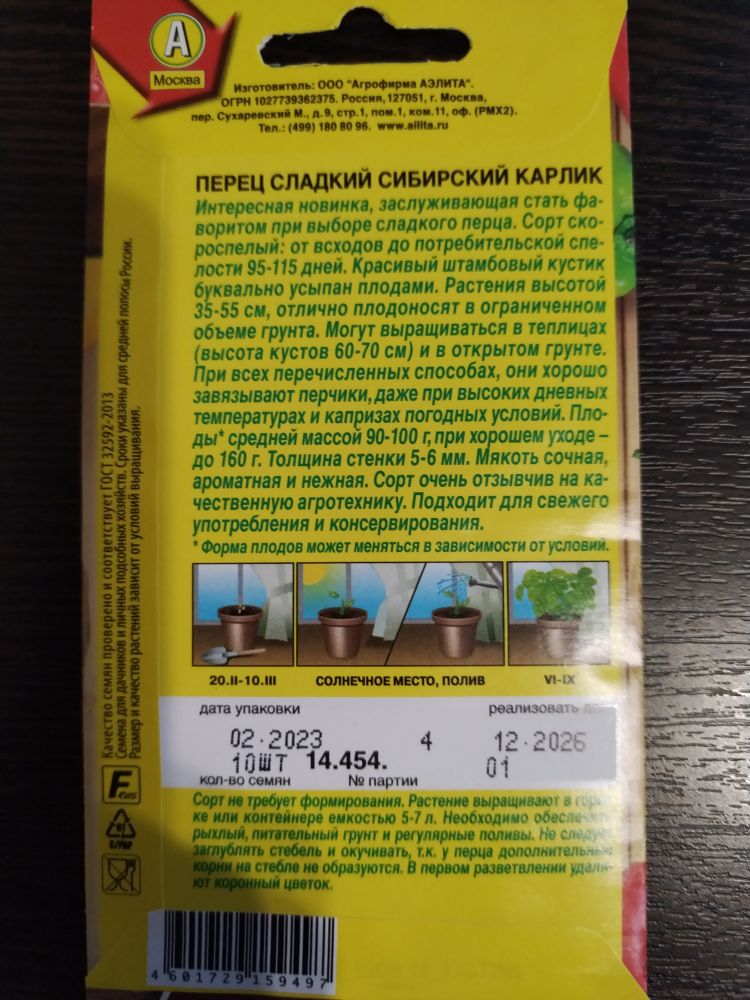 А
Москва
Изготовитель: ООО "Агрофирма АЭЛИТА".
ОГРН 1027739362375. Россия,127051, г. Москва,
пер. Сухаревский М., д.9, стр.1, пом.1, ком.11, оф. (РМХ2).
Тел.: (499) 180 80 96. www.ailita.ru
ПЕРЕЦ СЛАДКИЙ СИБИРСКИЙ КАРЛИК
Интересная новинка, заслуживающая стать фа-
воритом при выборе сладкого перца. Сорт ско-
роспелый: от всходов до потребительской спе-
лости 95-115 дней. Красивый штамбовый кустик
буквально усыпан плодами. Растения высотой
35-55 см, отлично плодоносят в ограниченном
объеме грунта. Могут выращиваться в теплицах
(высота кустов 60-70 см) и в открытом грунте.
При всех перечисленных способах, они хорошо
завязывают перчики, даже при высоких дневных
температурах и капризах погодных условий. Пло-
ды* средней массой 90-100 г, при хорошем уходе –
до 160 г. Толщина стенки 5-6 мм. Мякоть сочная,
ароматная и нежная. Сорт очень отзывчив на ка-
чественную агротехнику. Подходит для свежего
употребления и консервирования.
* Форма плодов может меняться в зависимости от условий.
20.II-10.III СОЛНЕЧНОЕ МЕСТО, ПОЛИВ VI-IX
дата упаковки реализовать до
02·2023 4 12·2026
10ШТ 14.454. 01
кол-во семян № партии
Сорт не требует формирования. Растение выращивают в горш-
ке или контейнере емкостью 5-7 л. Необходимо обеспечить
рыхлый, питательный грунт и регулярные поливы. Не следует
заглублять стебель и окучивать, т.к. у перца дополнительные
корни на стебле не образуются. В первом разветвлении удаля-
ют коронный цветок.
Качество семян проверено и соответствует ГОСТ 32592-2013
Семена для дачников и личных подсобных хозяйств. Сроки указаны для средней полосы России.
Размер и качество растений зависит от условий выращивания.
4 601729 159497